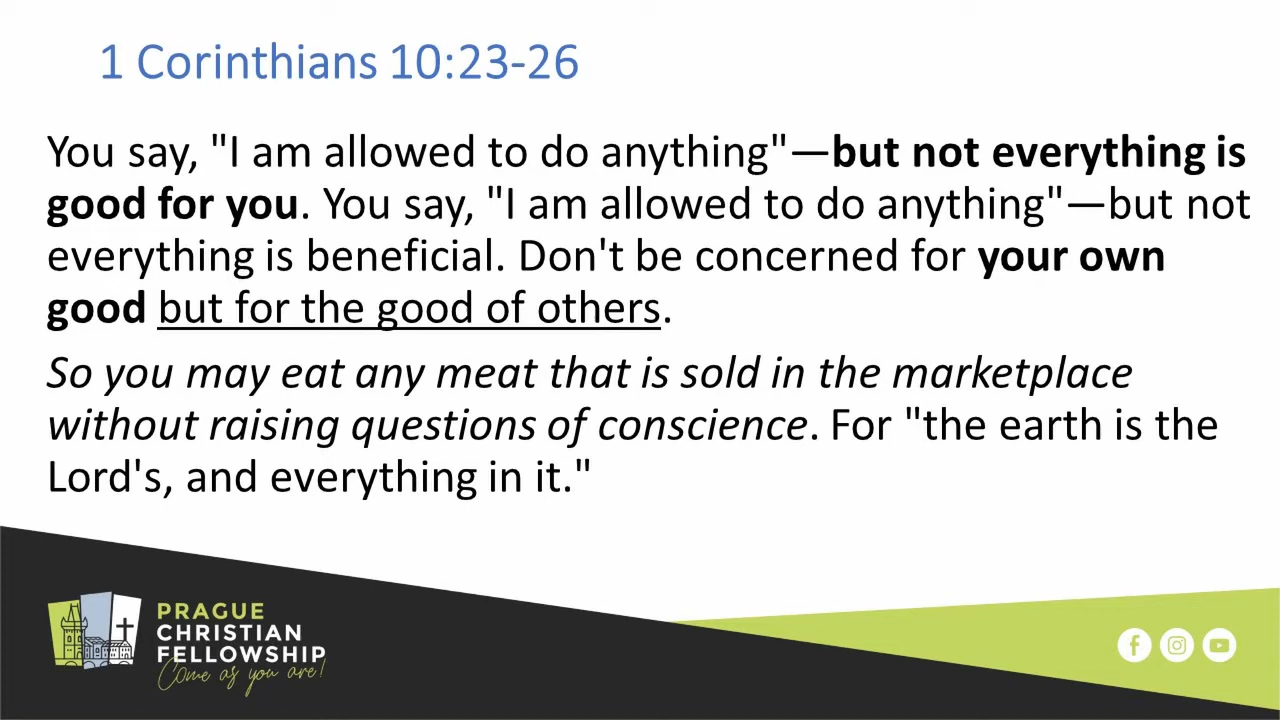 1 Corinthians 10:23-26
You say, "I am allowed to do anything"—but not everything is
good for you. You say, "I am allowed to do anything"—but not
everything is beneficial. Don't be concerned for your own
good but for the good of others.
So you may eat any meat that is sold in the marketplace
without raising questions of conscience. For "the earth is the
Lord's, and everything in it."
PRAGUE
CHRISTIAN
FELLOWSHIP
Come as you are!